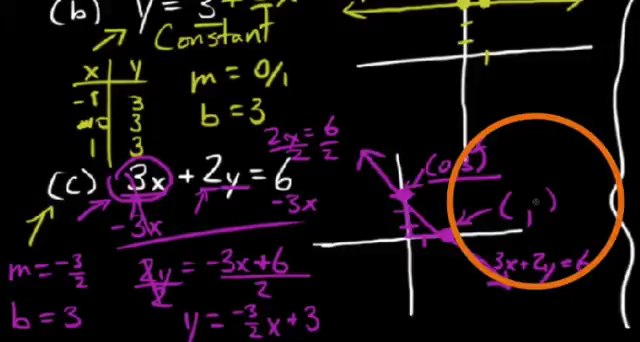 (b) y = 3 +
Constant
x y
-1 3
0 3
1 3
m = 0/1
b = 3
2x = 6
2 2
(c) 3x + 2y = 6
-3x -3x
2y = -3x + 6
2 2
y = -3/2 x + 3
m = -3/2
b = 3
(0,3)
( , )
3x + 2y = 6